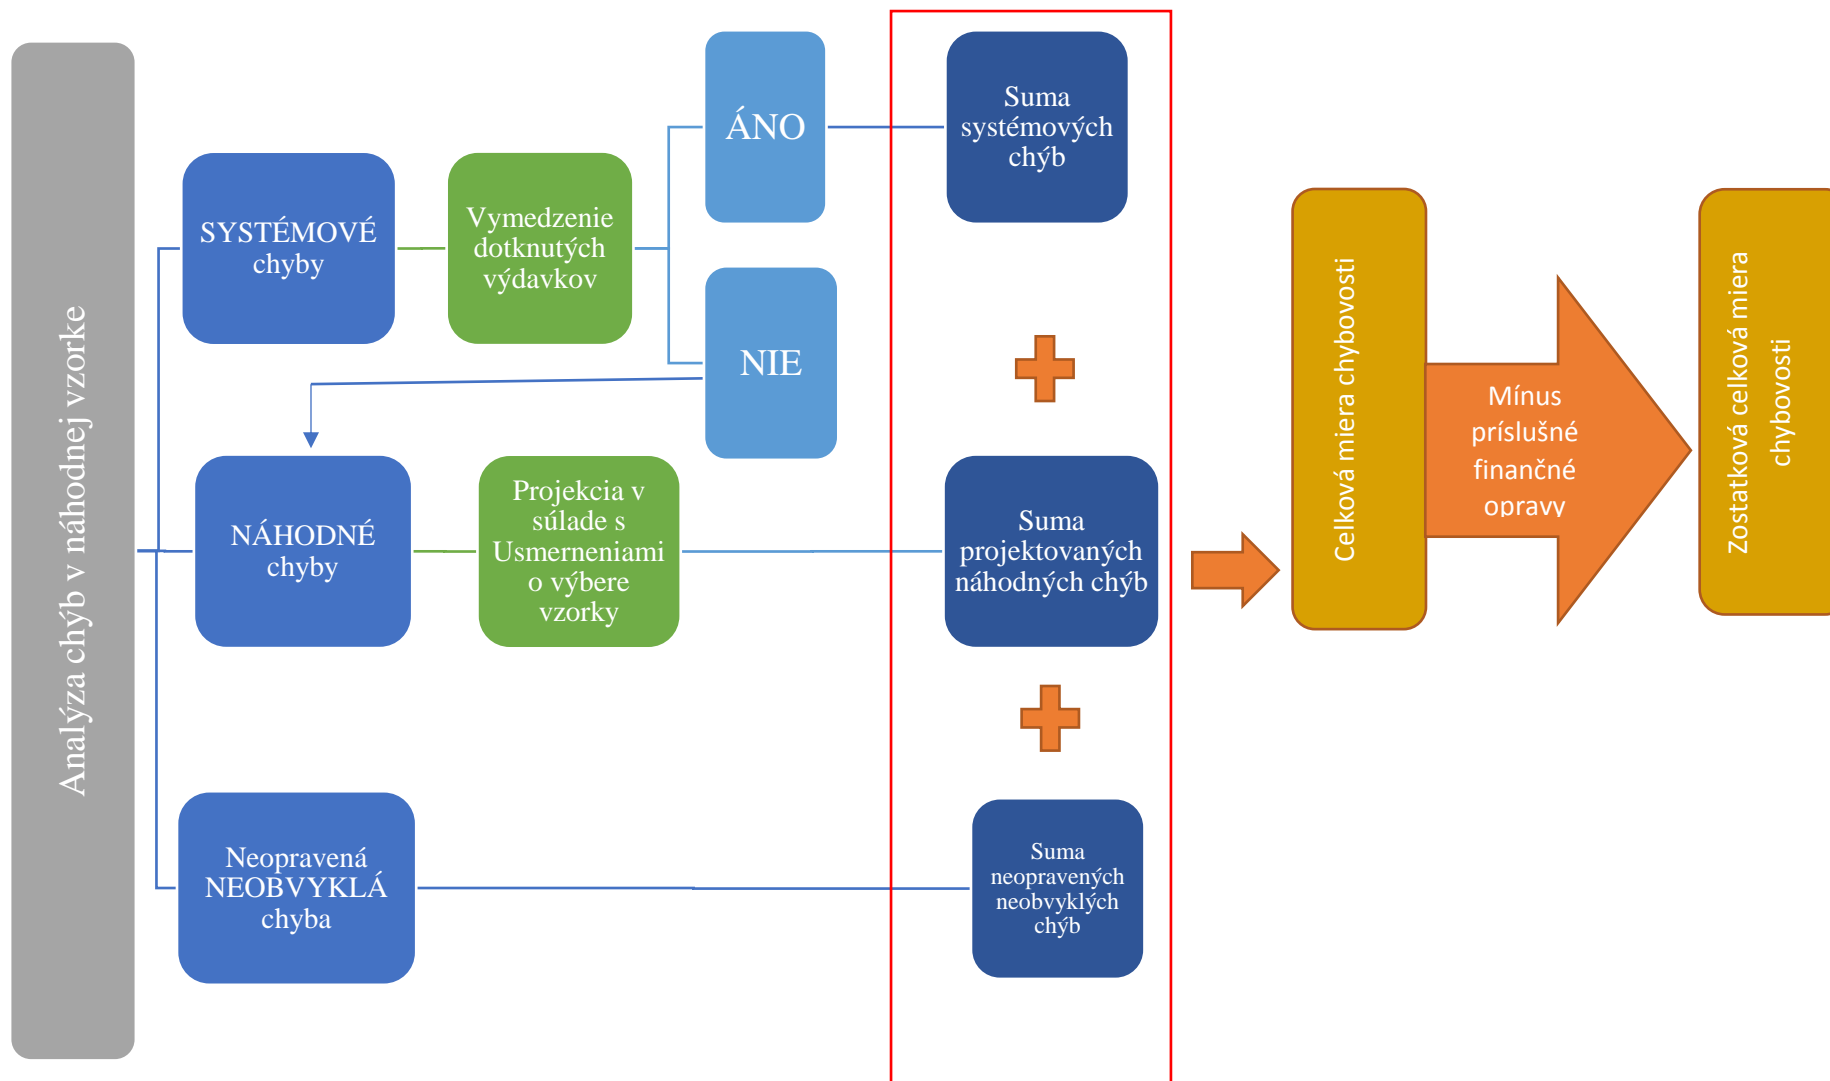 Analýza chýb v náhodnej vzorke
SYSTÉMOVÉ
chyby
Vymedzenie
dotknutých
výdavkov
ÁNO
NIE
Suma
systémových
chýb
NÁHODNÉ
chyby
Projekcia v
súlade s
Usmerneniami
o výbere
vzorky
Suma
projektovaných
náhodných chýb
Neopravená
NEOBVYKLÁ
chyba
Suma
neopravených
neobvyklých
chýb
Celková miera chybovosti
Mínus
príslušné
finančné
opravy
Zostatková celková miera
chybovosti